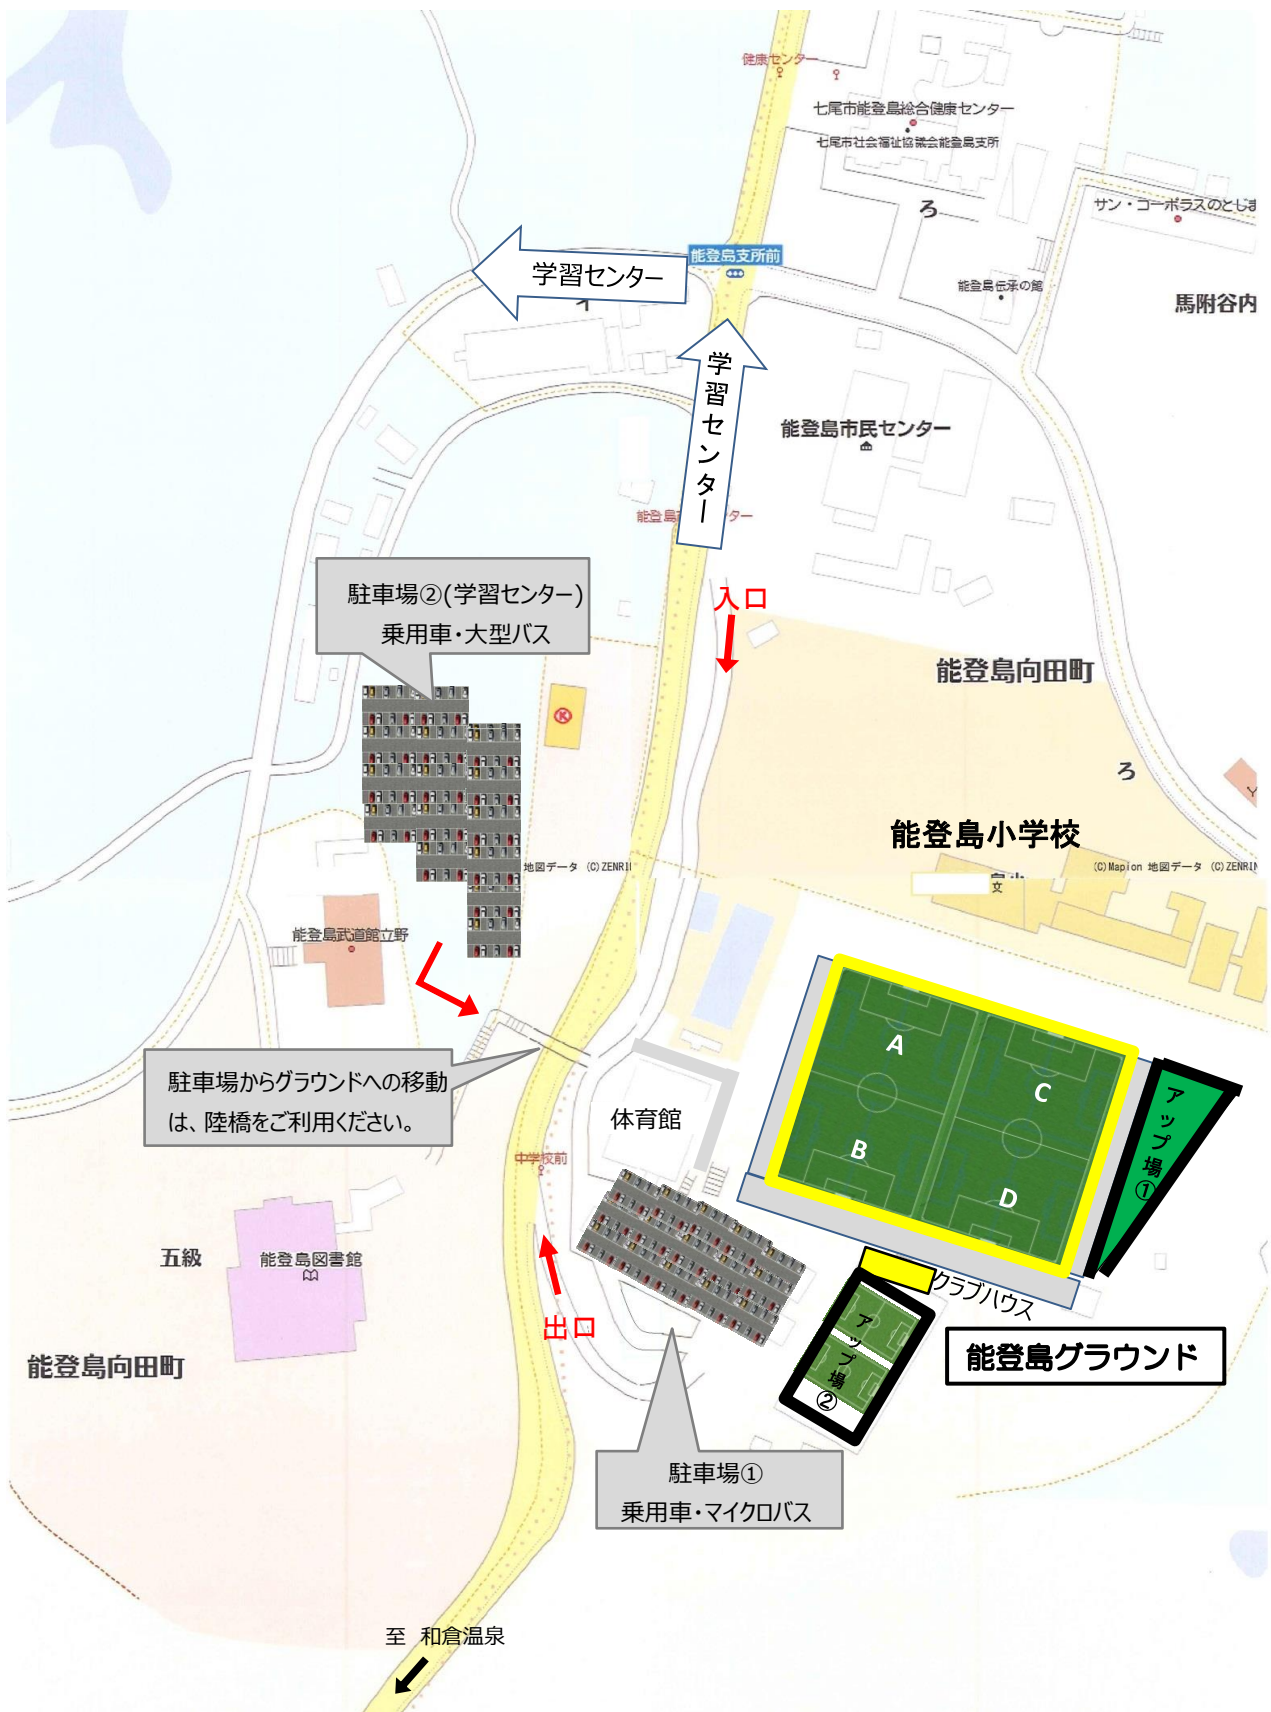 健康センター
七尾市能登島総合健康センター
七尾市社会福祉協議会能登島支所
ろ
サン・コーポラスのとじま
能登島支所前
学習センター
能登島伝承の館
馬附谷内
学習センター
能登島市民センター
能登島
ター
駐車場②(学習センター)
乗用車・大型バス
入口
能登島向田町
ろ
能登島小学校
地図データ (C)ZENRI
(C)Mapion 地図データ (C)ZENRIN
文
能登島武道館立野
A
C
B
D
アップ場①
駐車場からグラウンドへの移動
は、陸橋をご利用ください。
体育館
中学校前
五級
能登島図書館
クラブハウス
出口
アップ場②
能登島グラウンド
能登島向田町
駐車場①
乗用車・マイクロバス
至 和倉温泉